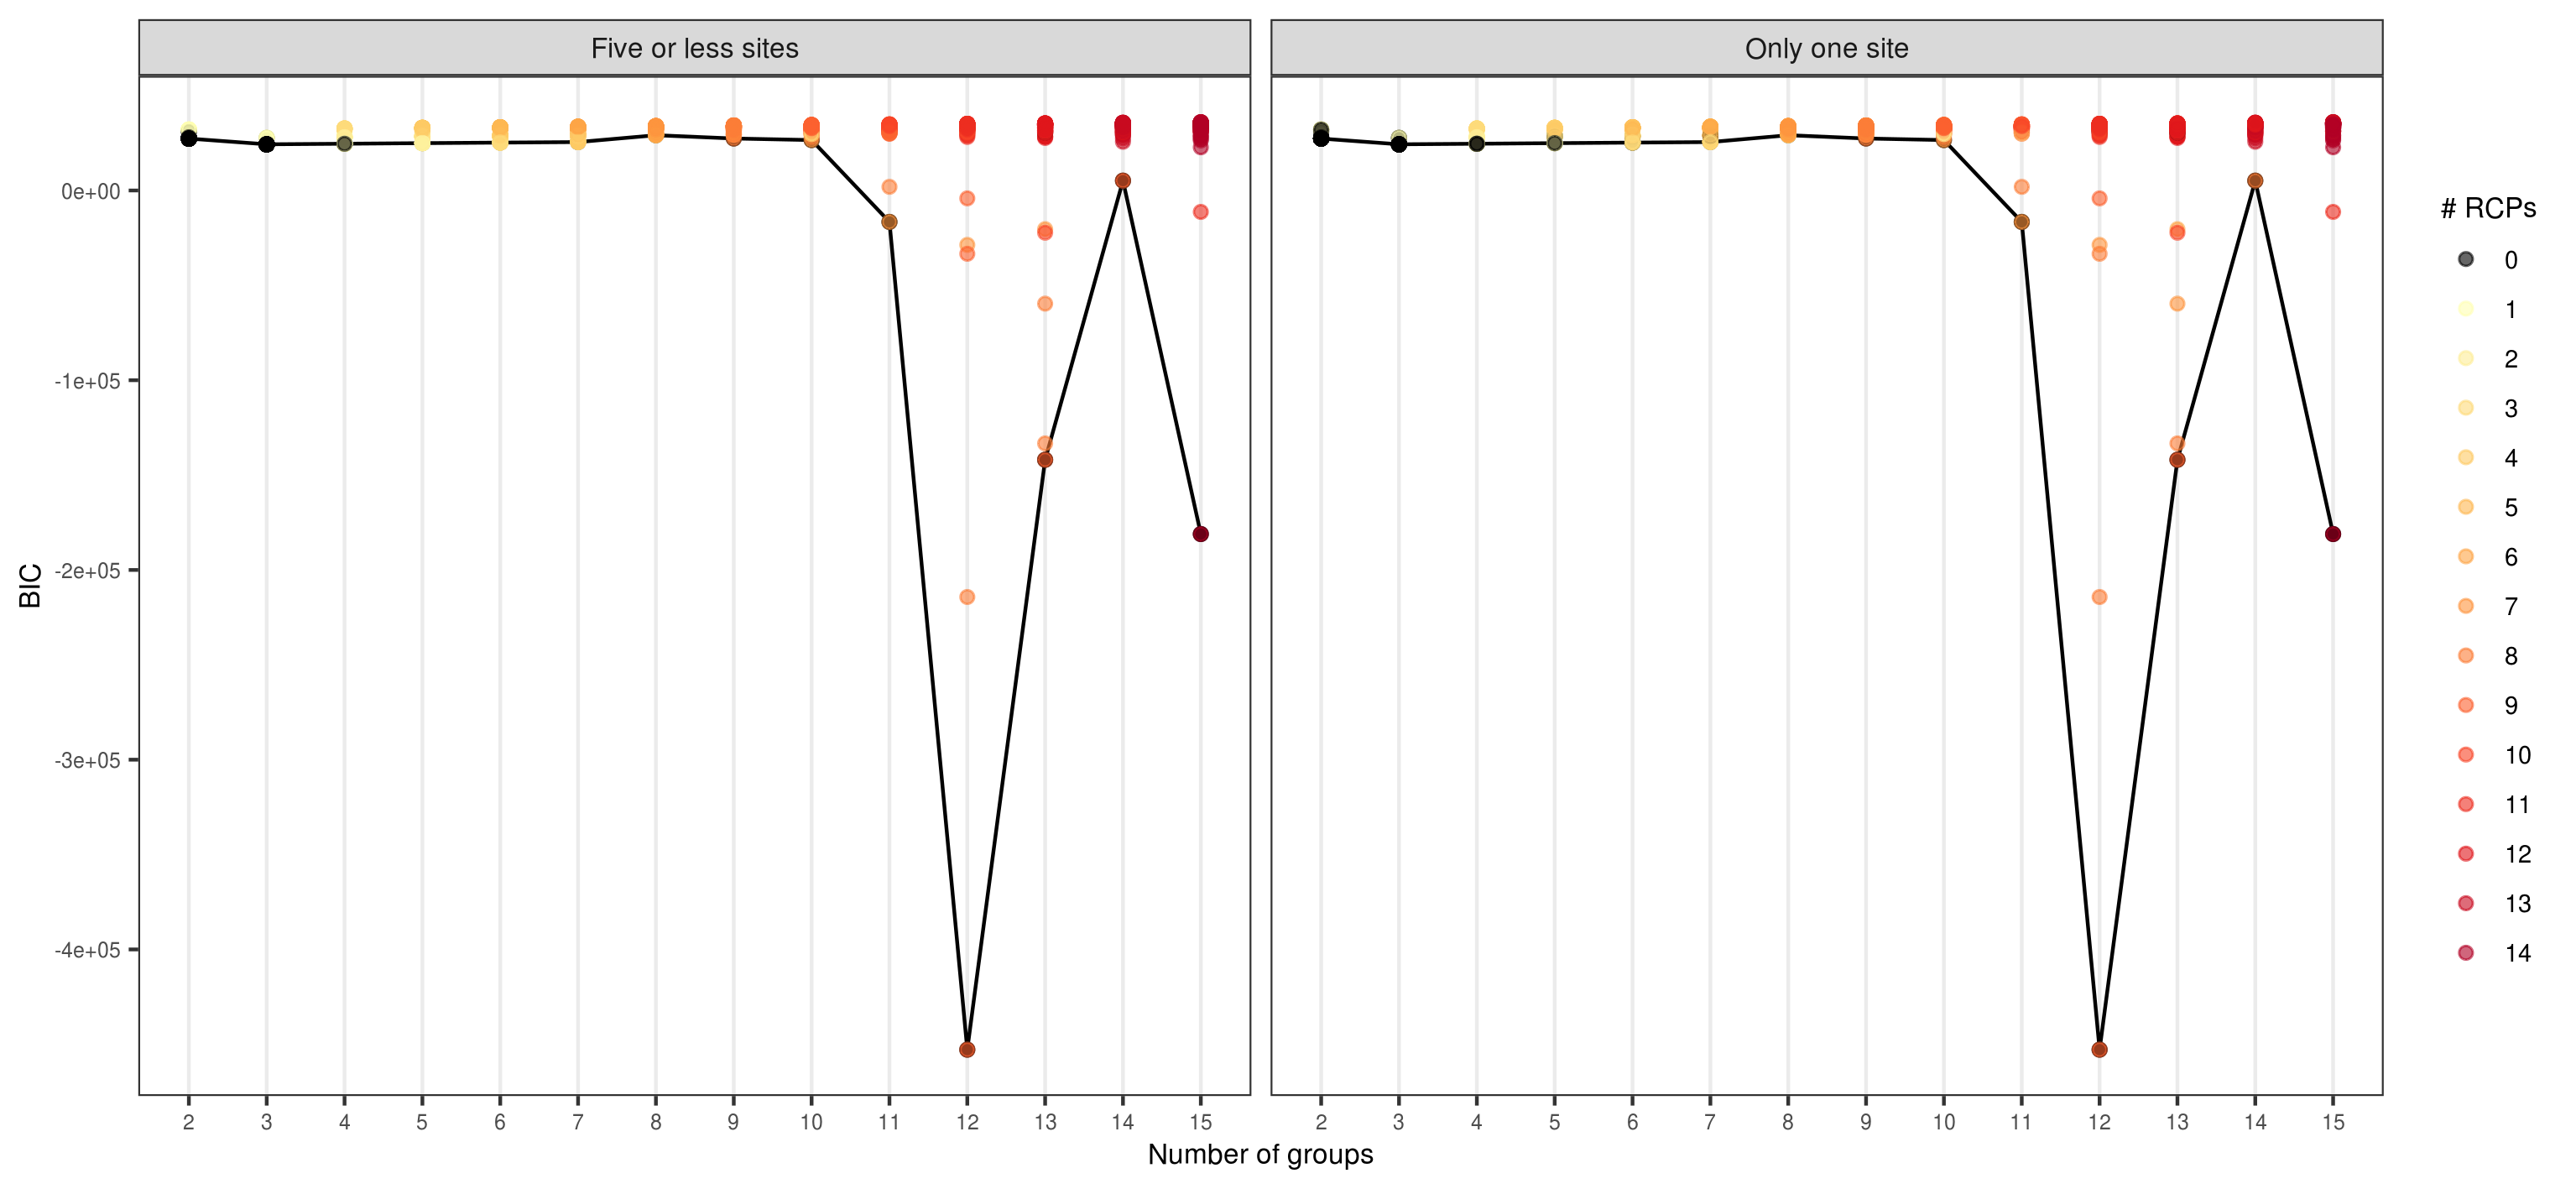 Five or less sites
Only one site
BIC
0e+00
-1e+05
-2e+05
-3e+05
-4e+05
2 3 4 5 6 7 8 9 10 11 12 13 14 15
2 3 4 5 6 7 8 9 10 11 12 13 14 15
Number of groups
# RCPs
0
1
2
3
4
5
6
7
8
9
10
11
12
13
14